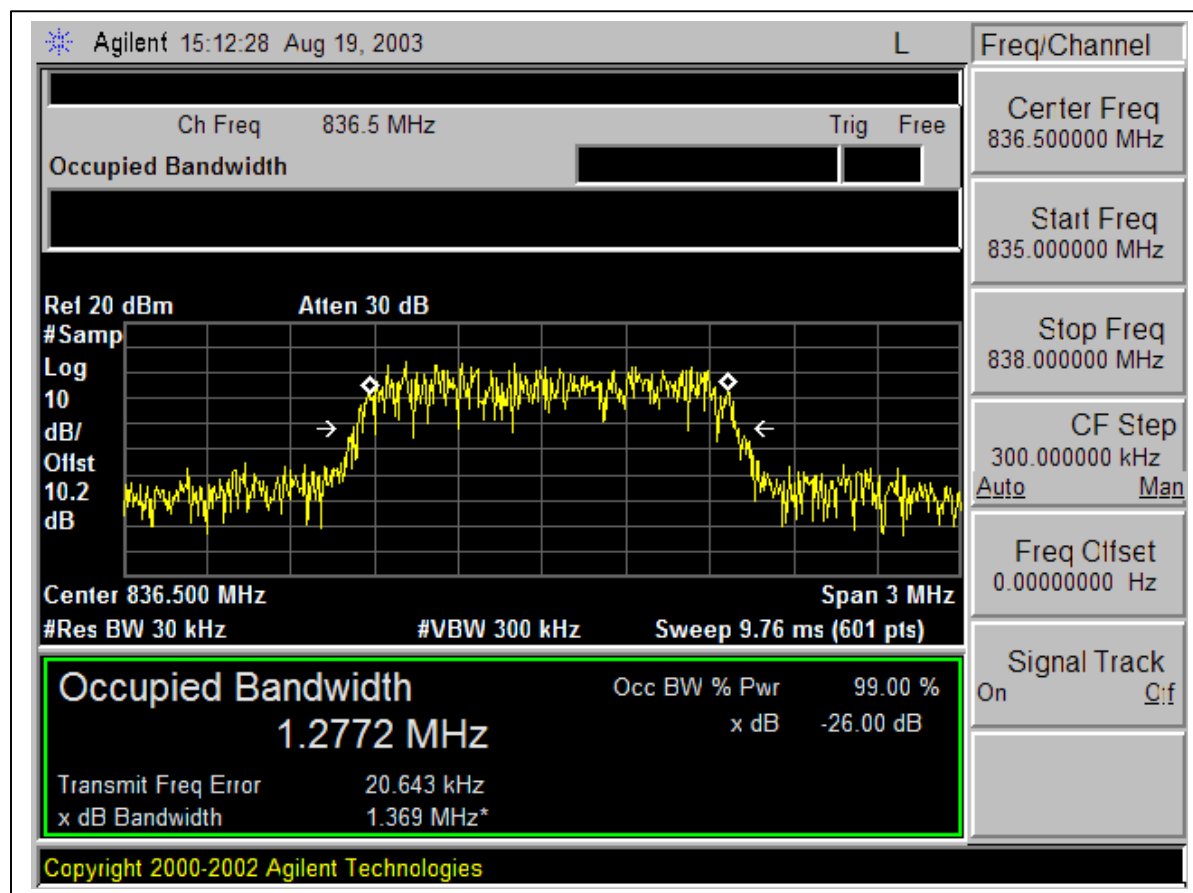 Agilent 15:12:28 Aug 19, 2003 L
Freq/Channel
Ch Freq 836.5 MHz Trig Free
Occupied Bandwidth
Center Freq
836.500000 MHz
Start Freq
835.000000 MHz
Stop Freq
838.000000 MHz
CF Step
300.000000 kHz
Auto Man
Freq Offset
0.00000000 Hz
Signal Track
On Off
Ref 20 dBm Atten 30 dB
#Samp
Log
10
dB/
Offst
10.2
dB
Center 836.500 MHz Span 3 MHz
#Res BW 30 kHz #VBW 300 kHz Sweep 9.76 ms (601 pts)
Occupied Bandwidth
1.2772 MHz
Occ BW % Pwr 99.00 %
x dB -26.00 dB
Transmit Freq Error 20.643 kHz
x dB Bandwidth 1.369 MHz*
Copyright 2000-2002 Agilent Technologies